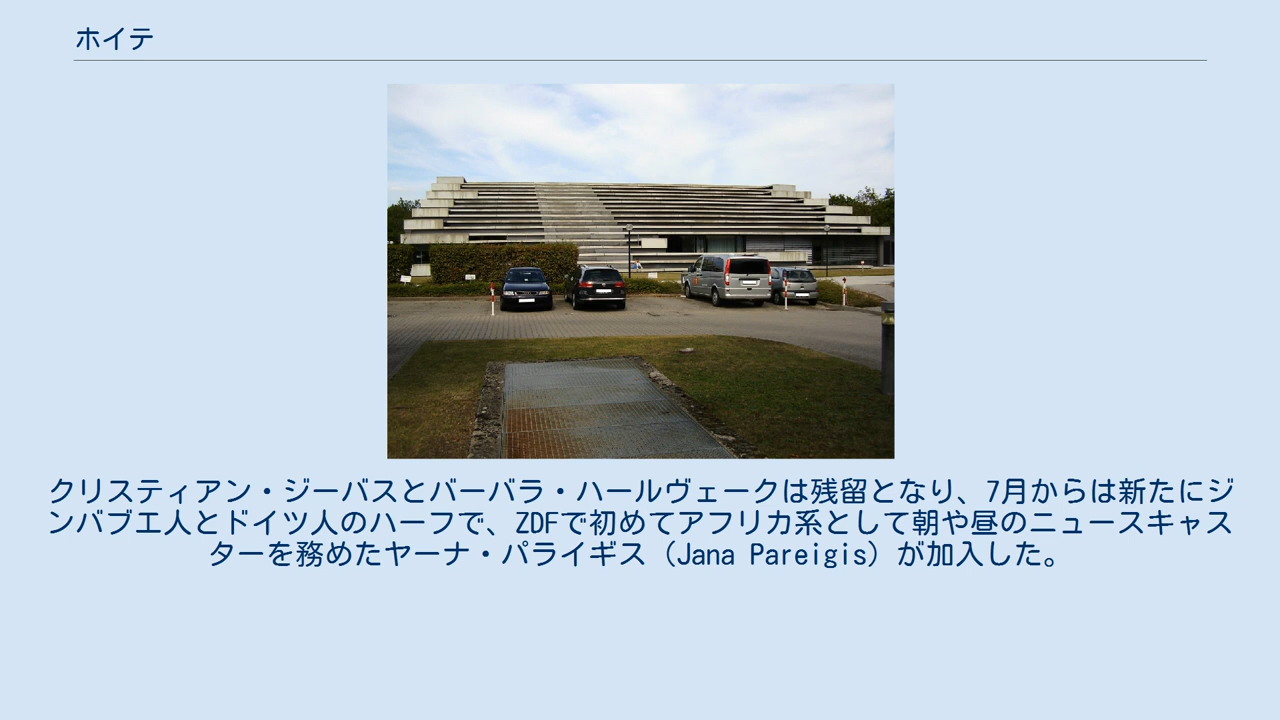 ホイテ
クリスティアン・ジーバスとバーバラ・ハールヴェークは残留となり、7月からは新たにジ
ンバブエ人とドイツ人のハーフで、ZDFで初めてアフリカ系として朝や昼のニュースキャス
ターを務めたヤーナ・パライギス（Jana Pareigis）が加入した。